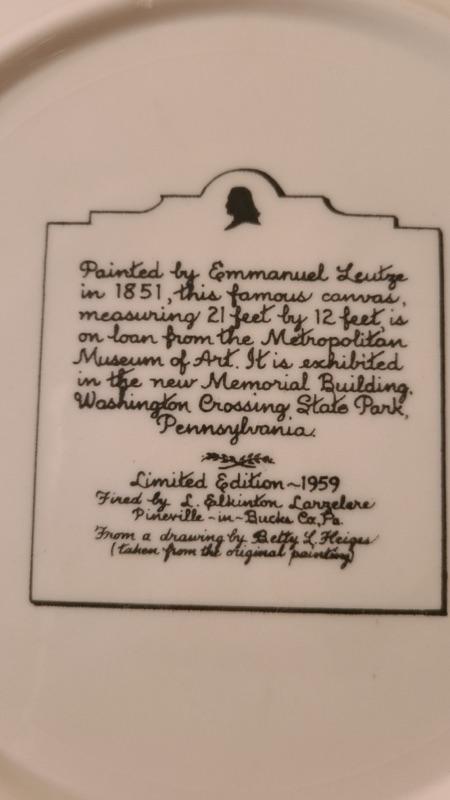 Painted by Emmanuel Leutze
in 1851, this famous canvas,
measuring 21 feet by 12 feet, is
on loan from the Metropolitan
Museum of Art. It is exhibited
in the new Memorial Building.
Washington Crossing State Park,
Pennsylvania.
Limited Edition ~ 1959
Fired by L. Elkinton Larzelere
Pineville - in - Bucks Co., Pa.
From a drawing by Betty L. Heiges
(taken from the original painting)